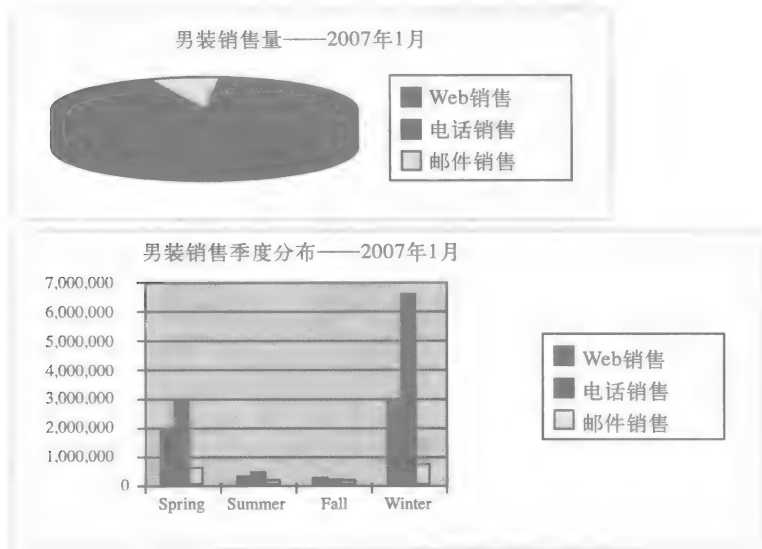 男装销售量——2007年1月
Web销售
电话销售
邮件销售
男装销售季度分布——2007年1月
7,000,000
6,000,000
5,000,000
4,000,000
3,000,000
2,000,000
1,000,000
0
Spring Summer Fall Winter
Web销售
电话销售
邮件销售